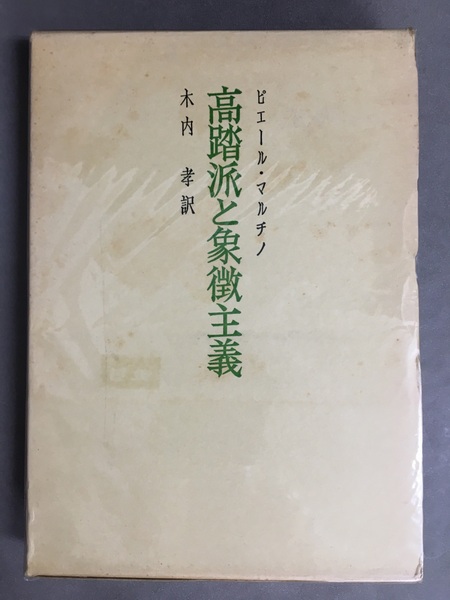 ピエール・マルチノ
高踏派と象徴主義
木内孝訳